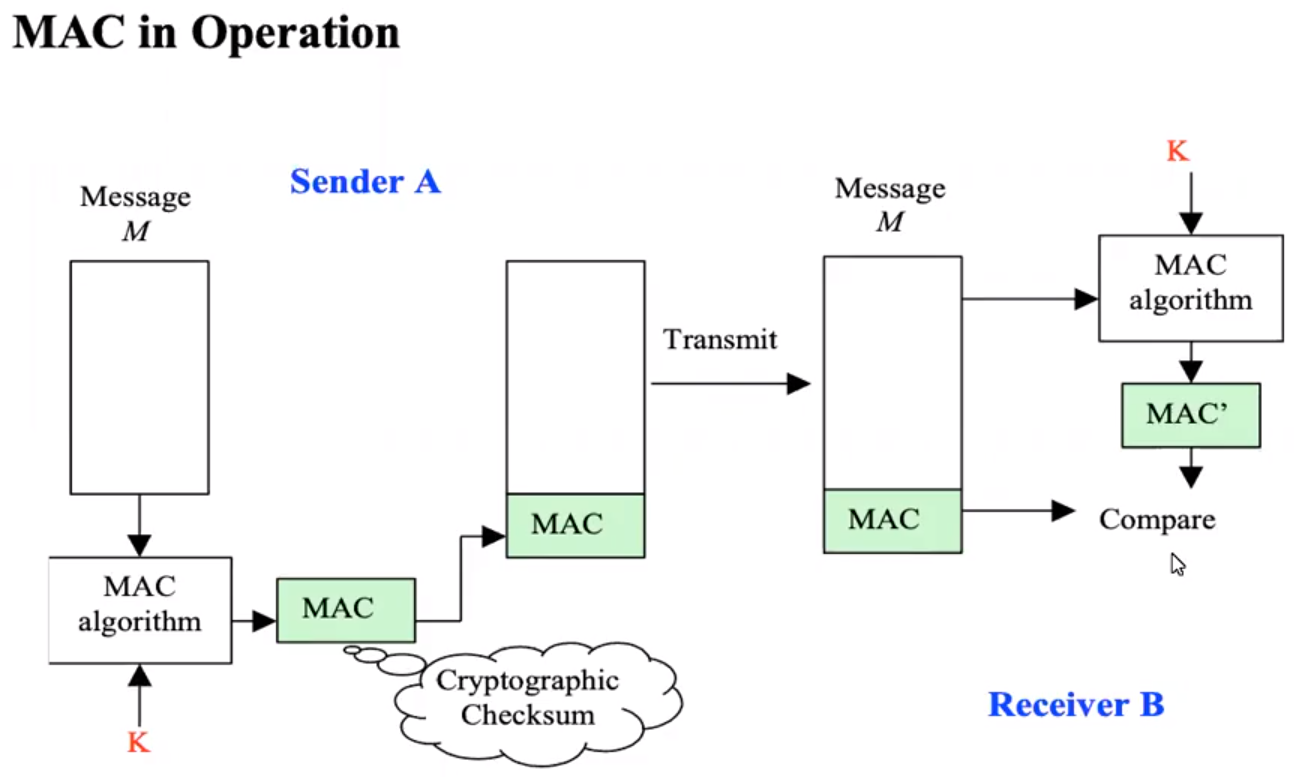 MAC in Operation
Sender A
Message
M
MAC
algorithm
K
MAC
Cryptographic
Checksum
MAC
Transmit
Message
M
MAC
K
MAC
algorithm
MAC’
Compare
Receiver B